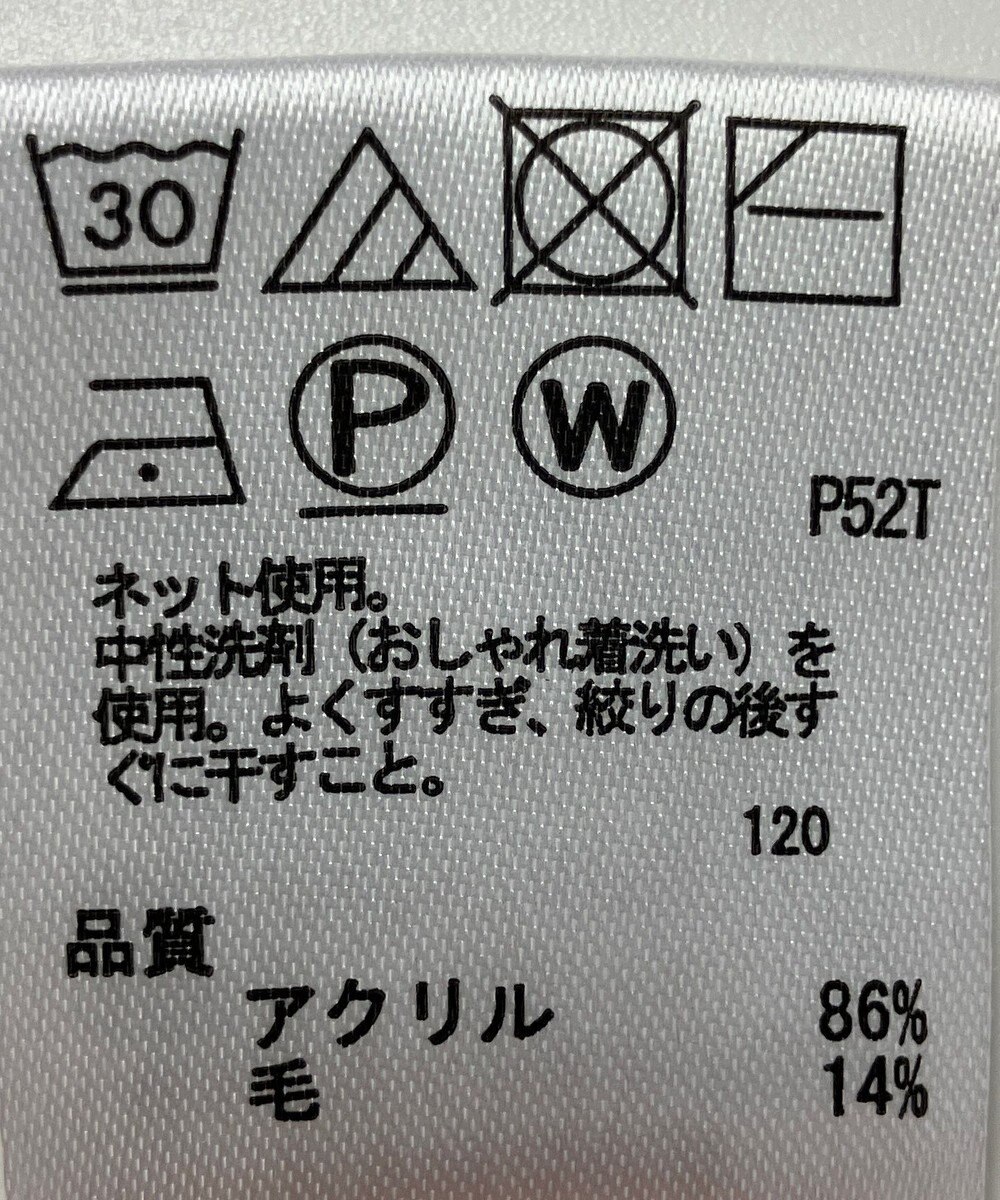 30
P W
P52T
ネット使用。
中性洗剤（おしゃれ着洗い）を
使用。よくすすぎ、絞りの後す
ぐに干すこと。
120
品質
アクリル 86%
毛 14%